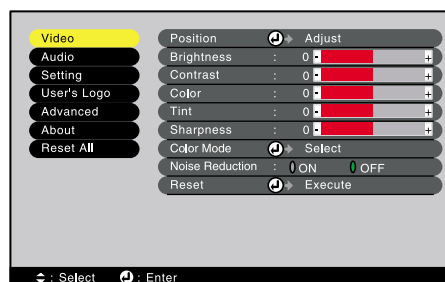 Video
Audio
Setting
User's Logo
Advanced
About
Reset All
Position Adjust
Brightness : 0 - +
Contrast : 0 - +
Color : 0 - +
Tint : 0 - +
Sharpness : 0 - +
Color Mode Select
Noise Reduction : ON OFF
Reset Execute
: Select : Enter